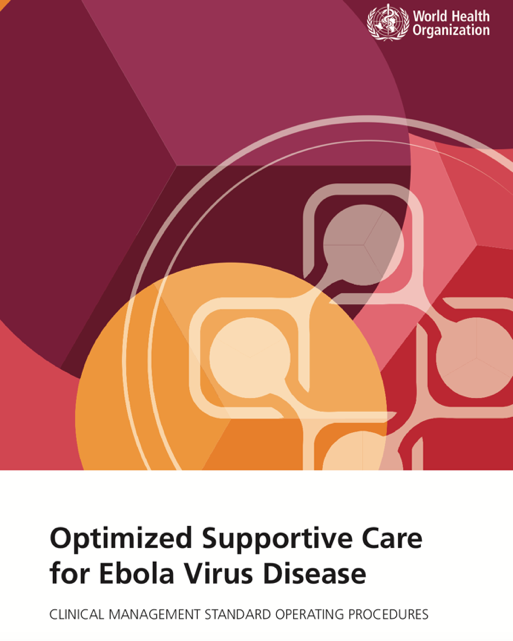 World Health
Organization
Optimized Supportive Care
for Ebola Virus Disease
CLINICAL MANAGEMENT STANDARD OPERATING PROCEDURES